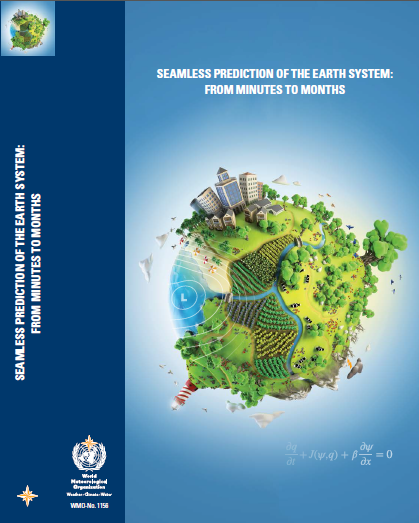 SEAMLESS PREDICTION OF THE EARTH SYSTEM:
FROM MINUTES TO MONTHS
SEAMLESS PREDICTION OF THE EARTH SYSTEM:
FROM MINUTES TO MONTHS
L
∂q/∂t + J(ψ,q) + β ∂ψ/∂x = 0
World
Meteorological
Organization
Weather • Climate • Water
WMO-No. 1156